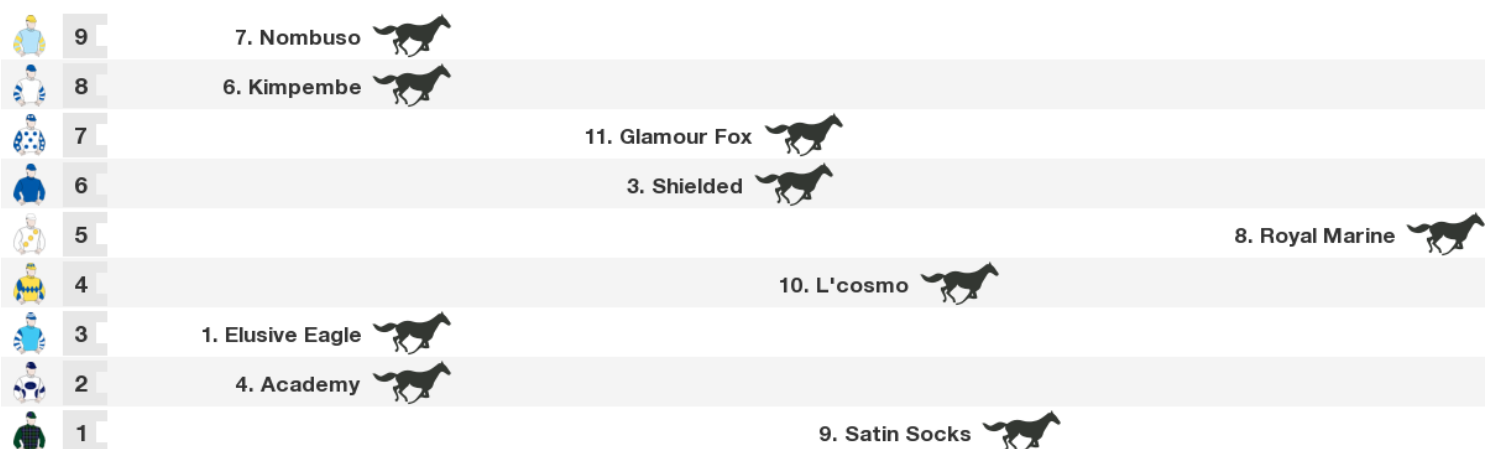 9 7. Nombuso
8 6. Kimpembe
7 11. Glamour Fox
6 3. Shielded
5 8. Royal Marine
4 10. L'cosmo
3 1. Elusive Eagle
2 4. Academy
1 9. Satin Socks